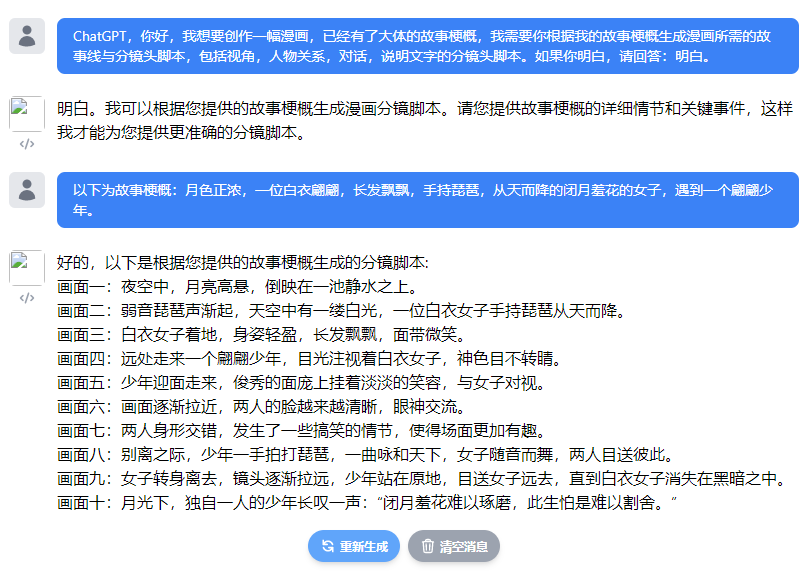 ChatGPT，你好，我想要创作一幅漫画，已经有了大体的故事梗概，我需要你根据我的故事梗概生成漫画所需的故
事线与分镜头脚本，包括视角，人物关系，对话，说明文字的分镜头脚本。如果你明白，请回答：明白。
明白。我可以根据您提供的故事梗概生成漫画分镜脚本。请您提供故事梗概的详细情节和关键事件，这样
我才能为您提供更准确的分镜脚本。
</>
以下为故事梗概：月色正浓，一位白衣翩翩，长发飘飘，手持琵琶，从天而降的闭月羞花的女子，遇到一个翩翩少
年。
好的，以下是根据您提供的故事梗概生成的分镜脚本:
</>
画面一：夜空中，月亮高悬，倒映在一池静水之上。
画面二：弱音琵琶声渐起，天空中有一缕白光，一位白衣女子手持琵琶从天而降。
画面三：白衣女子着地，身姿轻盈，长发飘飘，面带微笑。
画面四：远处走来一个翩翩少年，目光注视着白衣女子，神色目不转睛。
画面五：少年迎面走来，俊秀的面庞上挂着淡淡的笑容，与女子对视。
画面六：画面逐渐拉近，两人的脸越来越清晰，眼神交流。
画面七：两人身形交错，发生了一些搞笑的情节，使得场面更加有趣。
画面八：别离之际，少年一手拍打琵琶，一曲咏和天下，女子随音而舞，两人目送彼此。
画面九：女子转身离去，镜头逐渐拉远，少年站在原地，目送女子远去，直到白衣女子消失在黑暗之中。
画面十：月光下，独自一人的少年长叹一声：“闭月羞花难以琢磨，此生怕是难以割舍。”
重新生成 清空消息